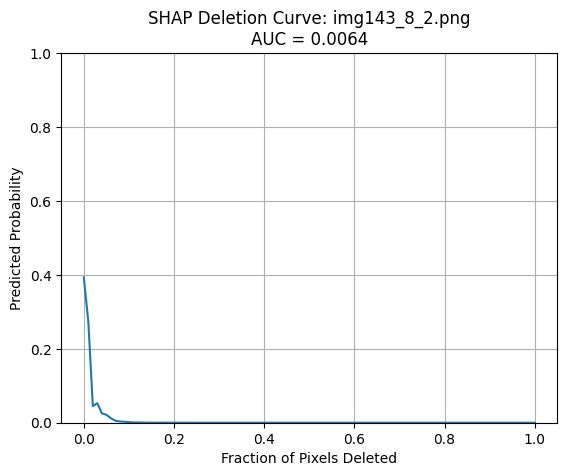 SHAP Deletion Curve: img143_8_2.png
AUC = 0.0064
Predicted Probability
1.0
0.8
0.6
0.4
0.2
0.0
0.0 0.2 0.4 0.6 0.8 1.0
Fraction of Pixels Deleted